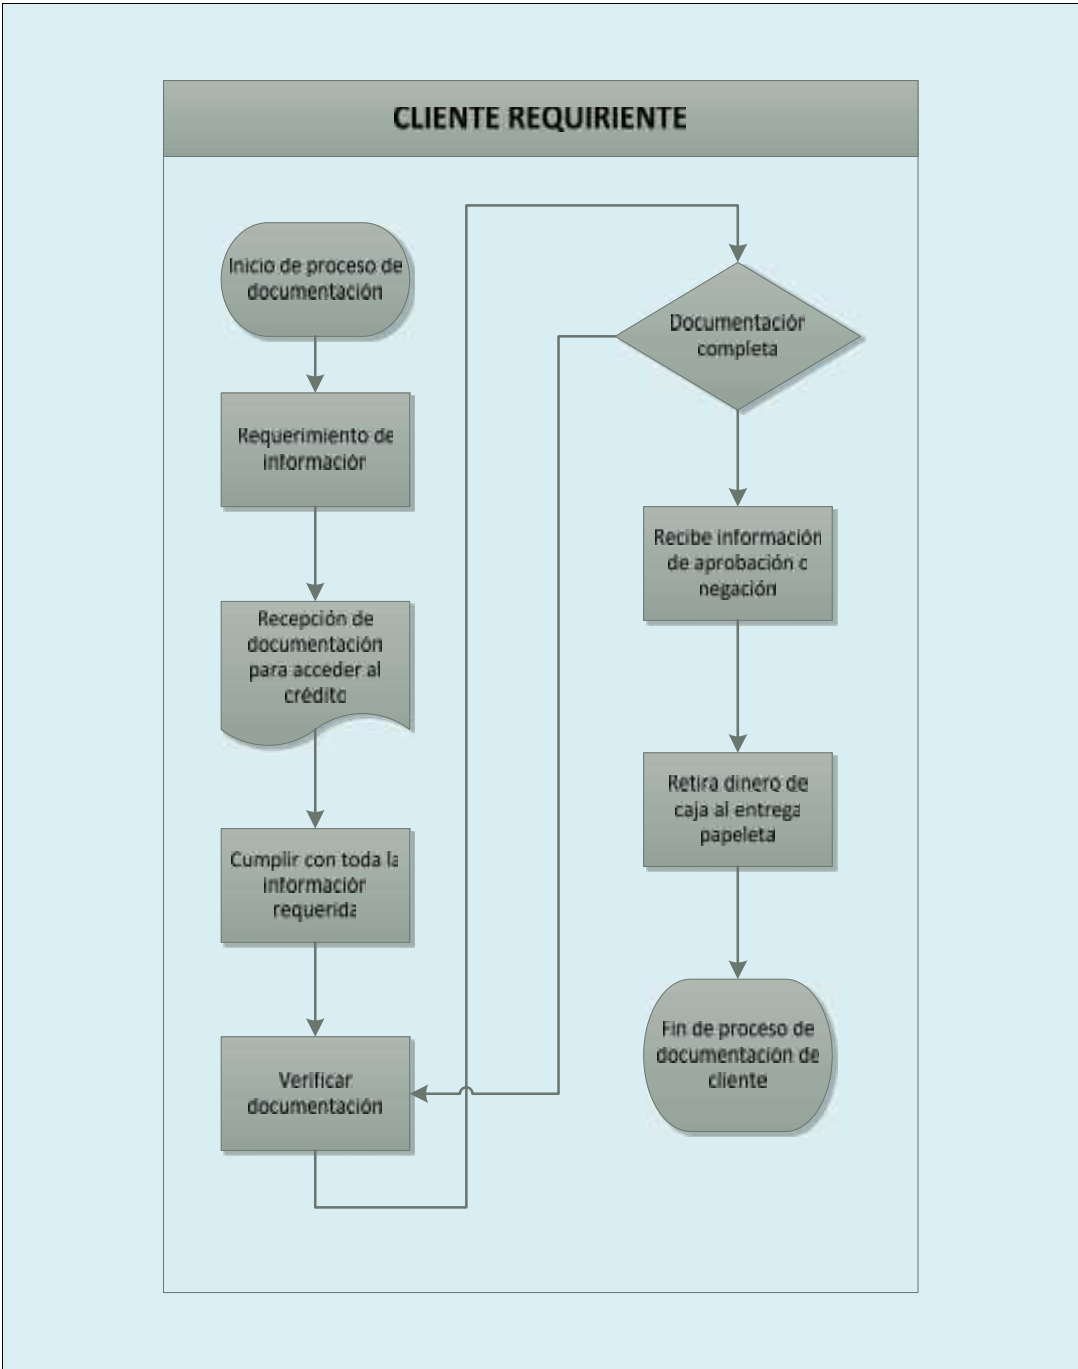 CLIENTE REQUIRIENTE
Inicio de proceso de
documentación
Requerimiento de
información
Recepción de
documentación
para acceder al
crédito
Cumplir con toda la
información
requerida
Verificar
documentación
Documentación
completa
Recibe información
de aprobación o
negación
Retira dinero de
caja al entrega
papeleta
Fin de proceso de
documentación de
cliente